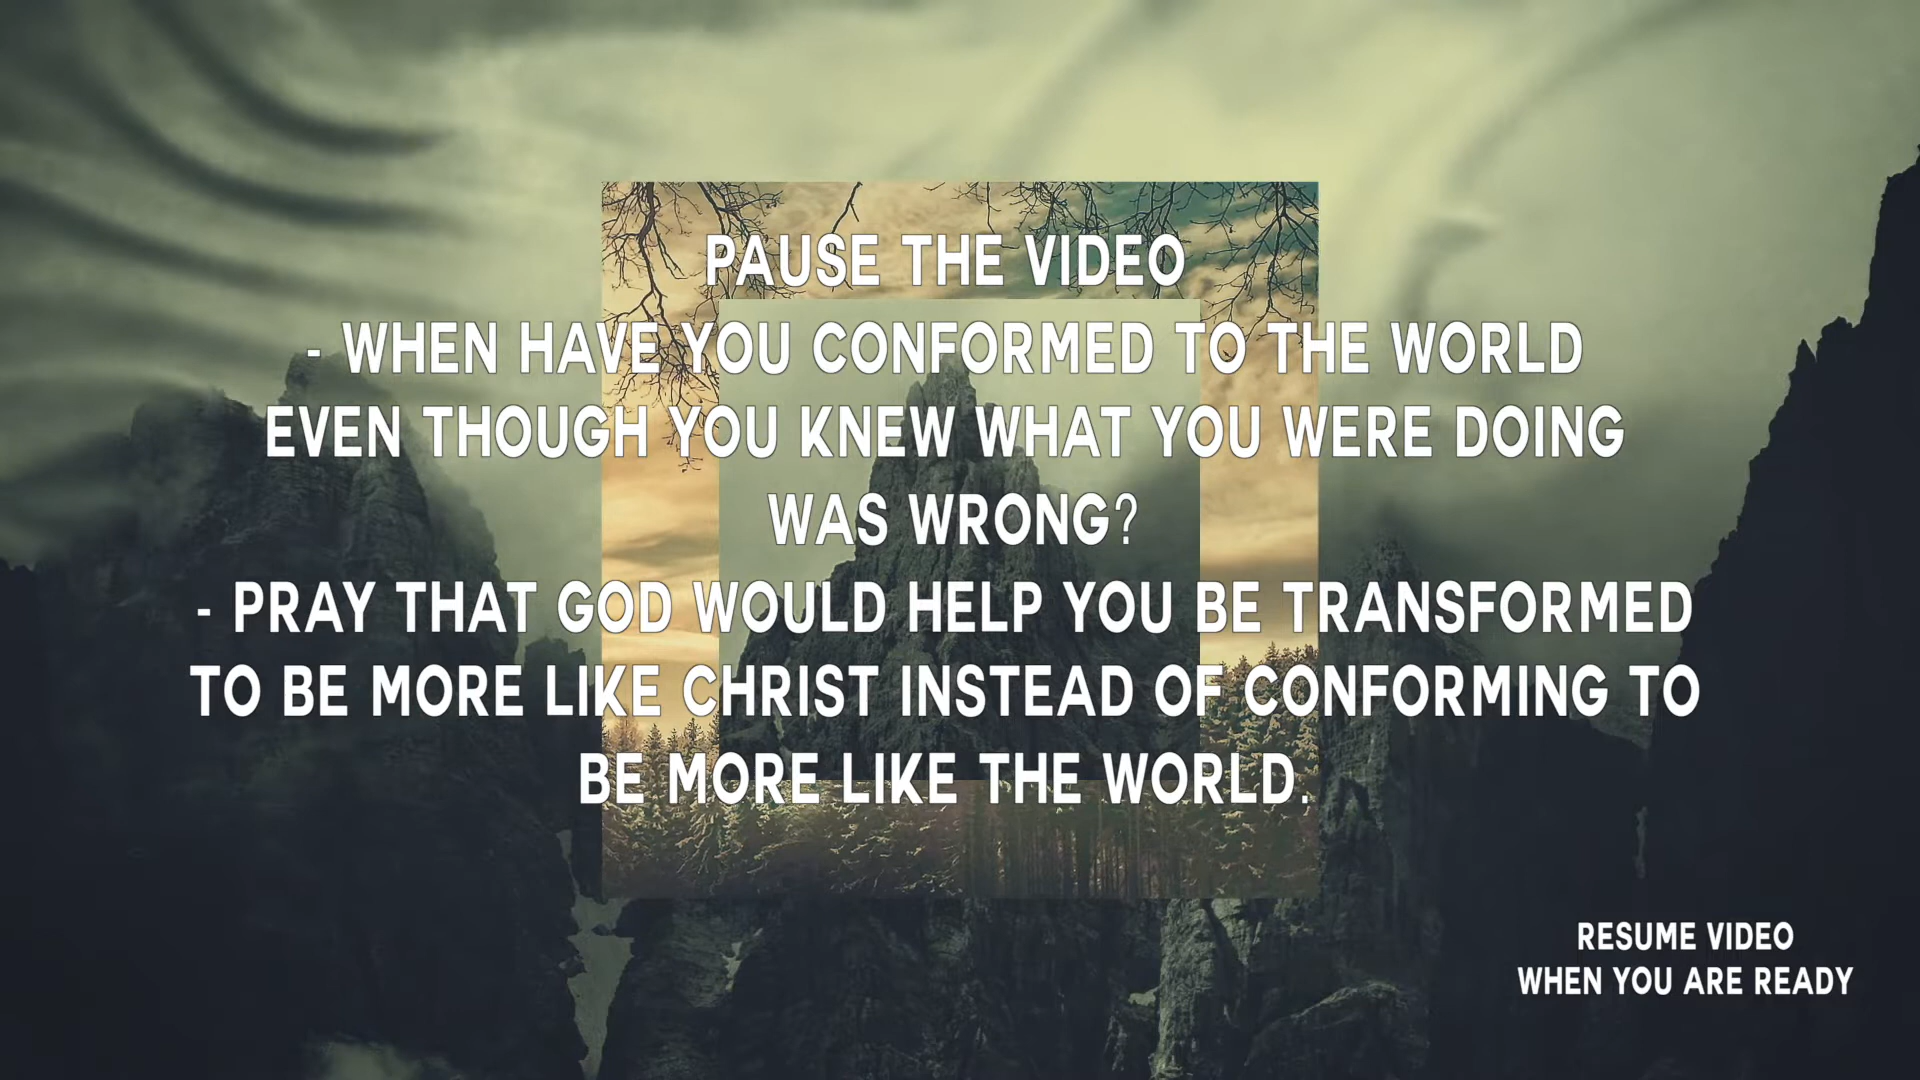 PAUSE THE VIDEO
- WHEN HAVE YOU CONFORMED TO THE WORLD
EVEN THOUGH YOU KNEW WHAT YOU WERE DOING
WAS WRONG?
- PRAY THAT GOD WOULD HELP YOU BE TRANSFORMED
TO BE MORE LIKE CHRIST INSTEAD OF CONFORMING TO
BE MORE LIKE THE WORLD.
RESUME VIDEO
WHEN YOU ARE READY